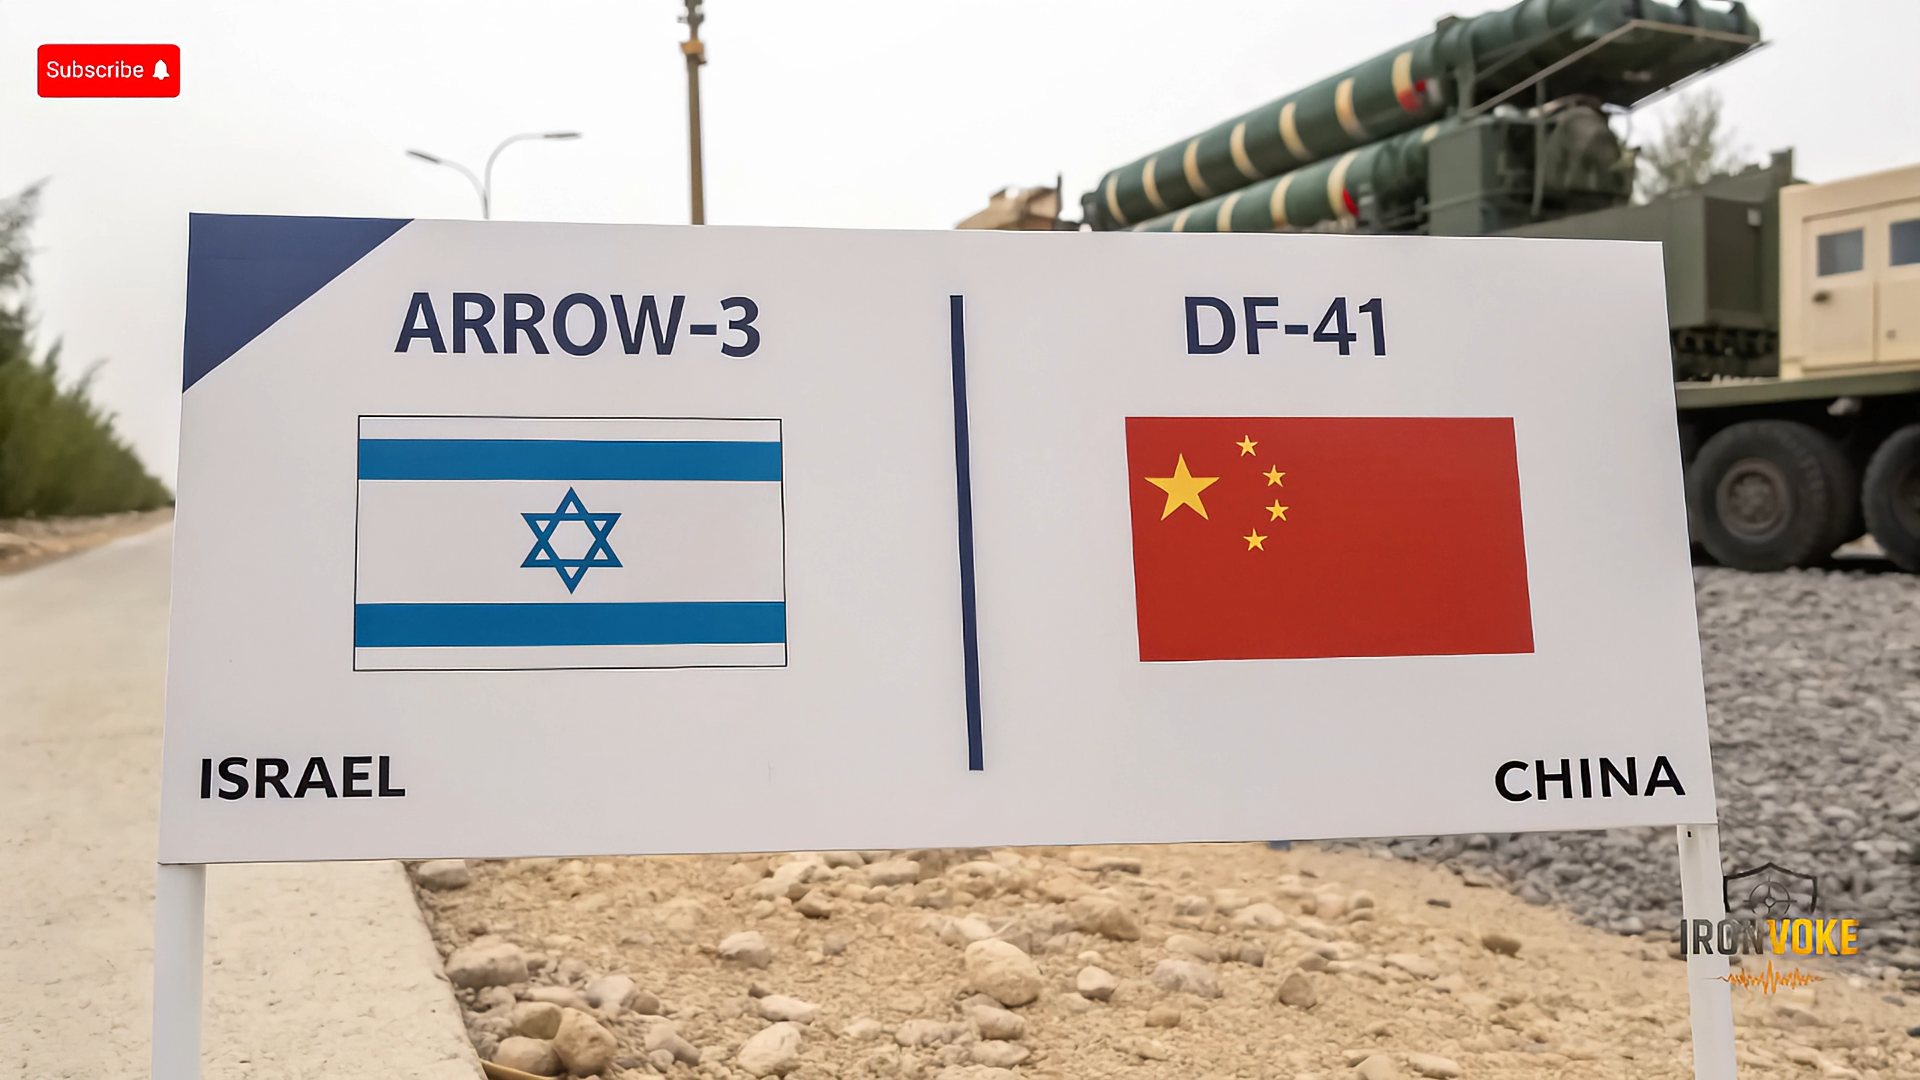 Subscribe
ARROW-3
DF-41
ISRAEL
CHINA
IRONVOKE